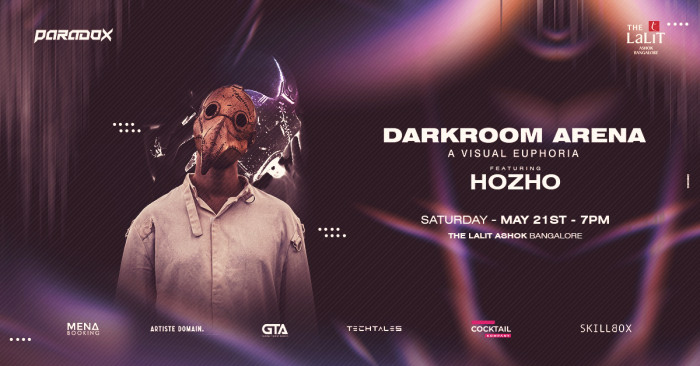 PARADOX
THE
LaLiT
ASHOK
BANGALORE
DARKROOM ARENA
A VISUAL EUPHORIA
FEATURING
HOZHO
SATURDAY - MAY 21ST - 7PM
THE LALIT ASHOK BANGALORE
MENA
BOOKING
ARTISTE DOMAIN.
GTA
TECHTALES
COCKTAIL
COMPANY
SKILLBOX